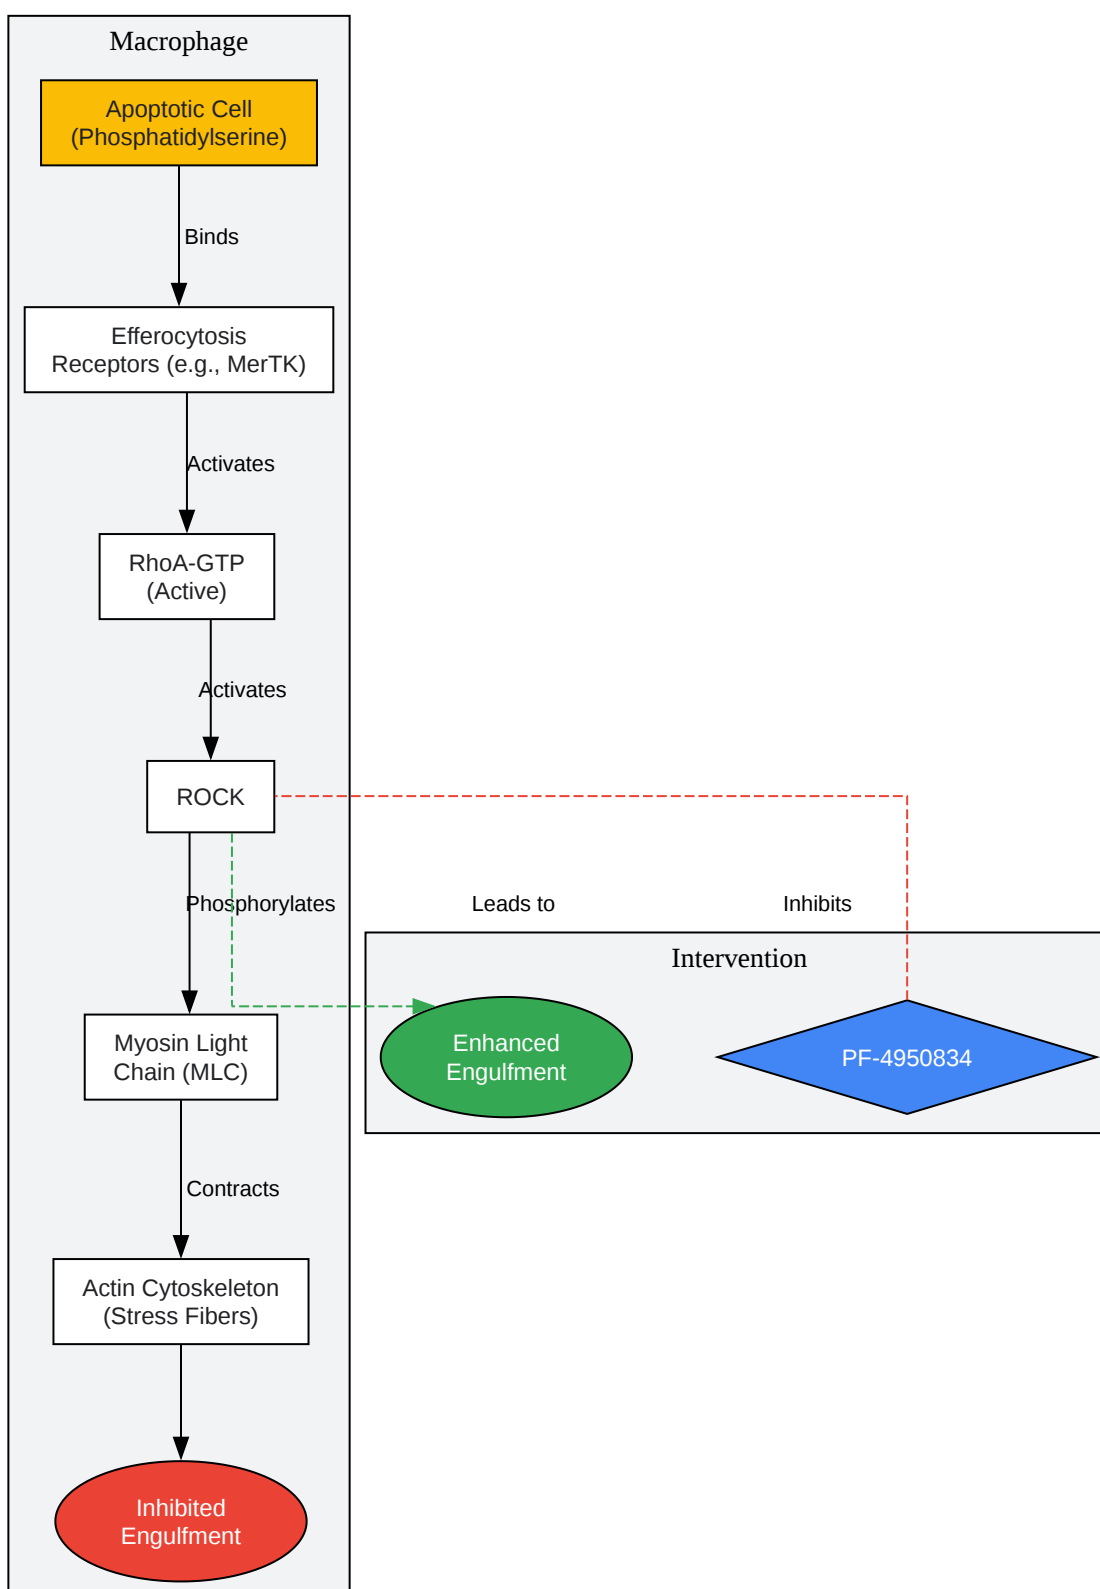 Macrophage
Apoptotic Cell
(Phosphatidylserine)
Binds
Efferocytosis
Receptors (e.g., MerTK)
Activates
RhoA-GTP
(Active)
Activates
ROCK
Phosphorylates
Leads to
Inhibits
Intervention
Myosin Light
Chain (MLC)
Enhanced
Engulfment
PF-4950834
Contracts
Actin Cytoskeleton
(Stress Fibers)
Inhibited
Engulfment